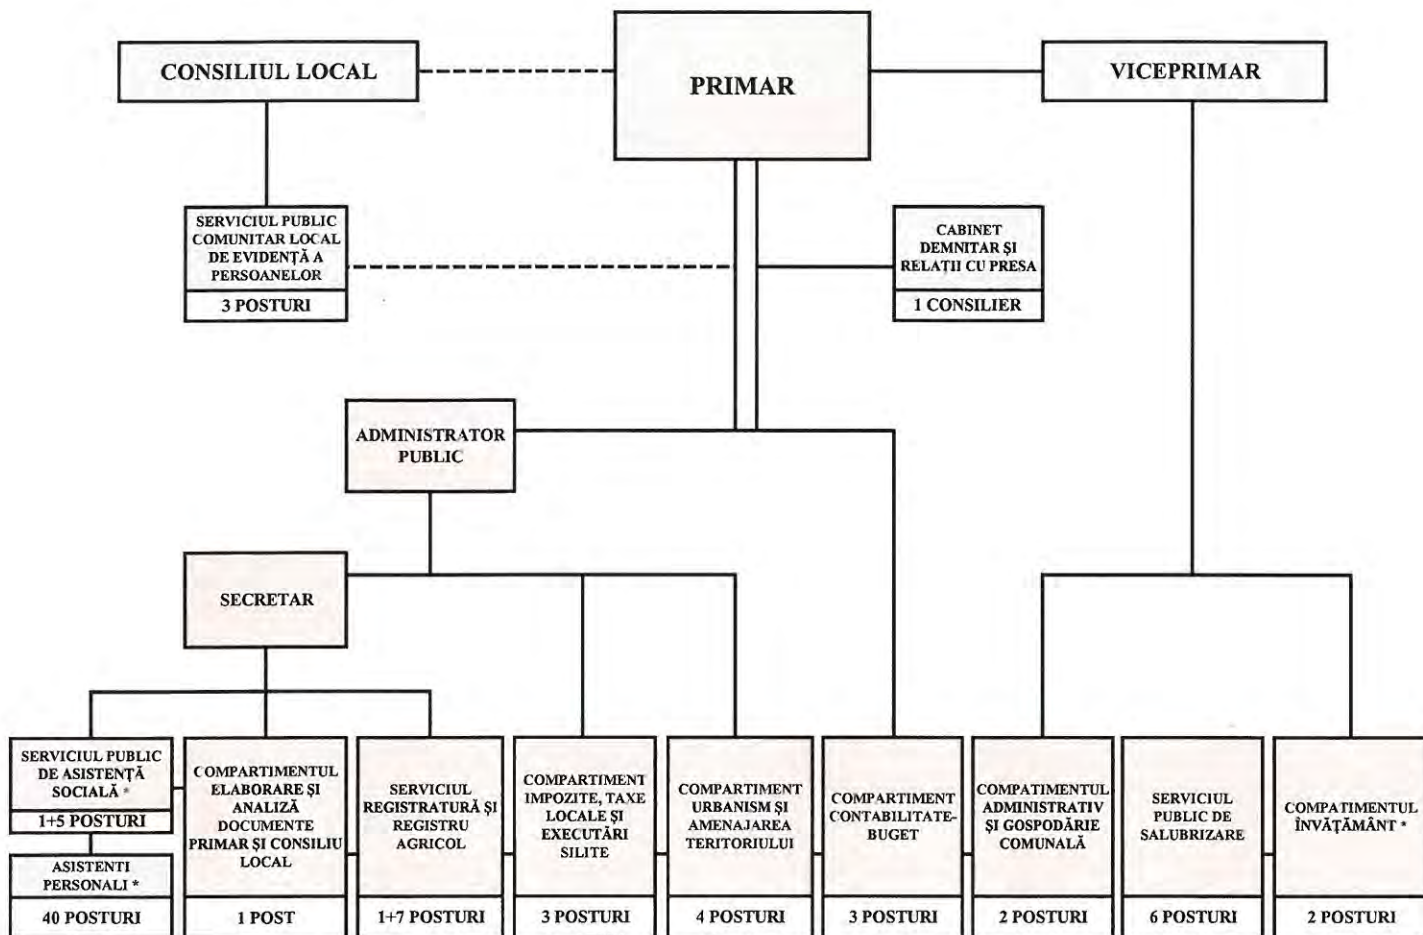 CONSILIUL LOCAL
PRIMAR
VICEPRIMAR
SERVICIUL PUBLIC
COMUNITAR LOCAL
DE EVIDENȚĂ A
PERSOANELOR
3 POSTURI
CABINET
DEMNITAR ȘI
RELAȚII CU PRESA
1 CONSILIER
ADMINISTRATOR
PUBLIC
SECRETAR
SERVICIUL PUBLIC
DE ASISTENȚĂ
SOCIALĂ *
1+5 POSTURI
ASISTENTI
PERSONALI *
40 POSTURI
COMPARTIMENTUL
ELABORARE ȘI
ANALIZĂ
DOCUMENTE
PRIMAR ȘI CONSILIU
LOCAL
1 POST
SERVICIUL
REGISTRATURĂ ȘI
REGISTRU
AGRICOL
1+7 POSTURI
COMPARTIMENT
IMPOZITE, TAXE
LOCALE ȘI
EXECUTĂRI
SILITE
3 POSTURI
COMPARTIMENT
URBANISM ȘI
AMENAJAREA
TERITORIULUI
4 POSTURI
COMPARTIMENT
CONTABILITATE-
BUGET
3 POSTURI
COMPATIMENTUL
ADMINISTRATIV
ȘI GOSPODĂRIE
COMUNALĂ
2 POSTURI
SERVICIUL
PUBLIC DE
SALUBRIZARE
6 POSTURI
COMPATIMENTUL
ÎNVĂȚĂMÂNT *
2 POSTURI